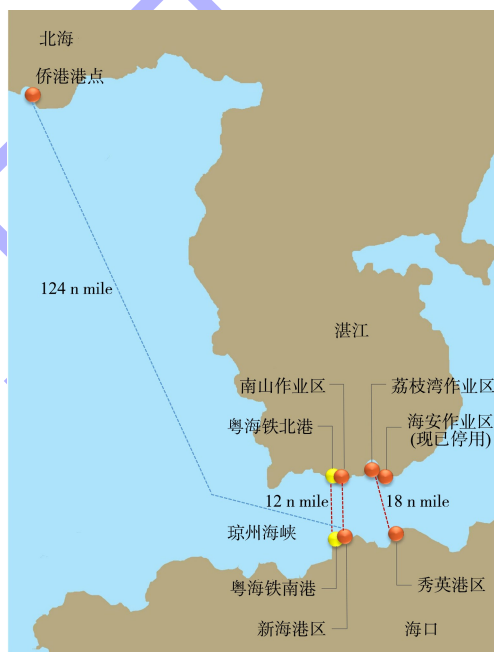 北海
侨港港点
124 n mile
湛江
南山作业区
荔枝湾作业区
粤海铁北港
海安作业区
(现已停用)
12 n mile
18 n mile
琼州海峡
粤海铁南港
秀英港区
新海港区
海口